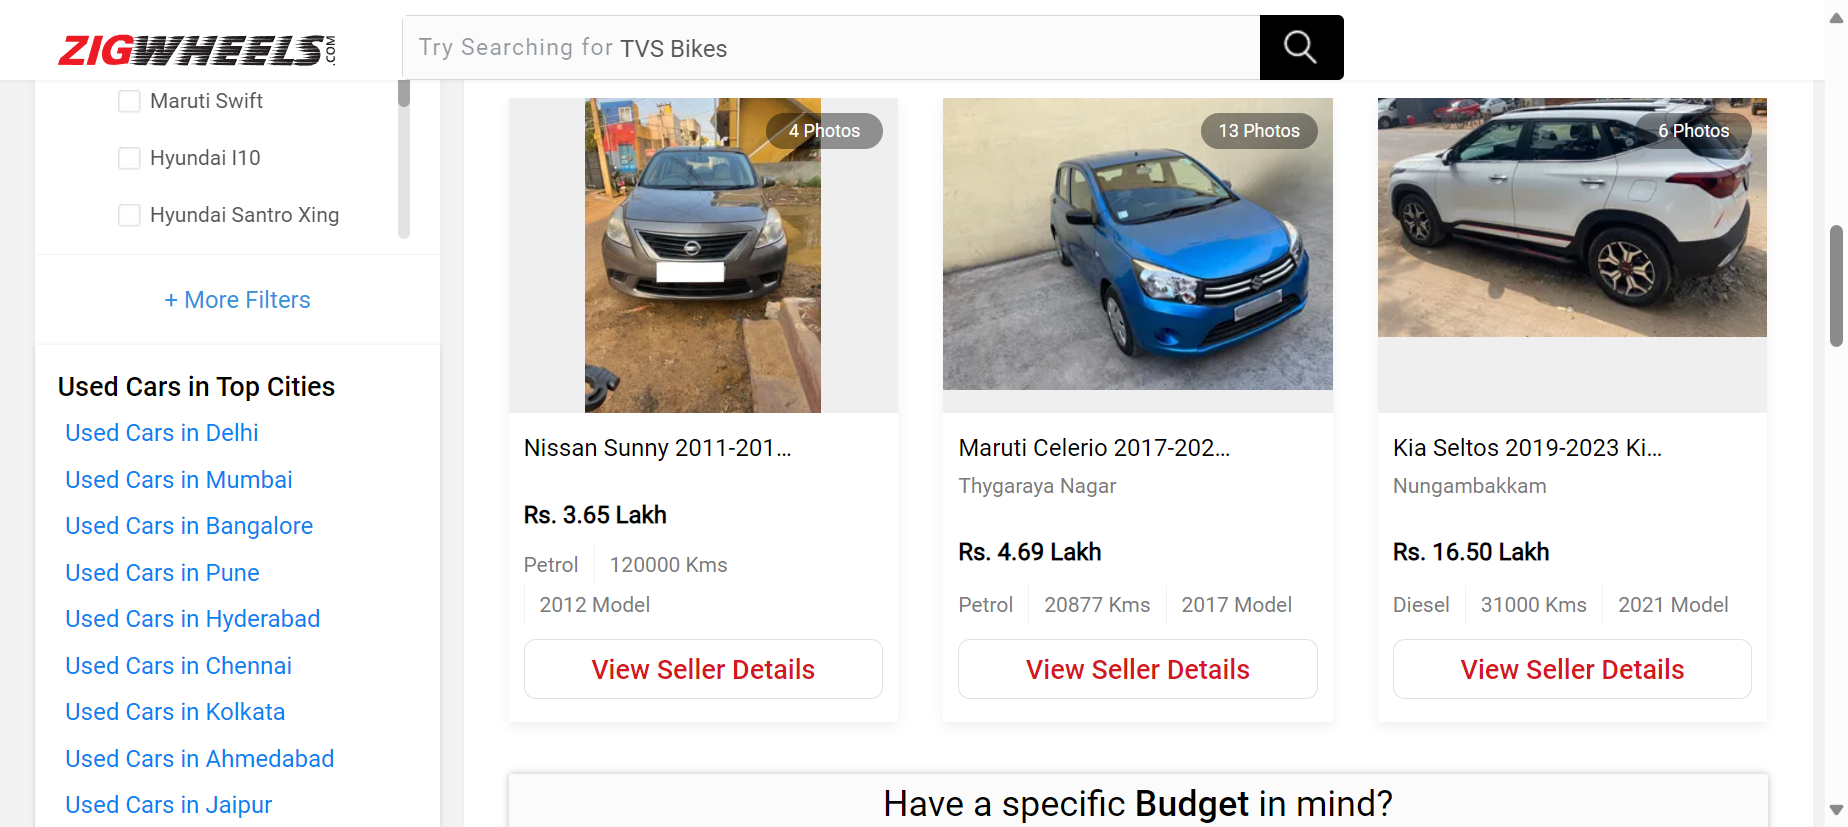 ZIGWHEELS.COM
Try Searching for TVS Bikes
Maruti Swift
Hyundai I10
Hyundai Santro Xing
+ More Filters
Used Cars in Top Cities
Used Cars in Delhi
Used Cars in Mumbai
Used Cars in Bangalore
Used Cars in Pune
Used Cars in Hyderabad
Used Cars in Chennai
Used Cars in Kolkata
Used Cars in Ahmedabad
Used Cars in Jaipur
4 Photos
Nissan Sunny 2011-201...
Rs. 3.65 Lakh
Petrol 120000 Kms
2012 Model
View Seller Details
13 Photos
Maruti Celerio 2017-202...
Thygaraya Nagar
Rs. 4.69 Lakh
Petrol 20877 Kms 2017 Model
View Seller Details
6 Photos
Kia Seltos 2019-2023 Ki...
Nungambakkam
Rs. 16.50 Lakh
Diesel 31000 Kms 2021 Model
View Seller Details
Have a specific Budget in mind?